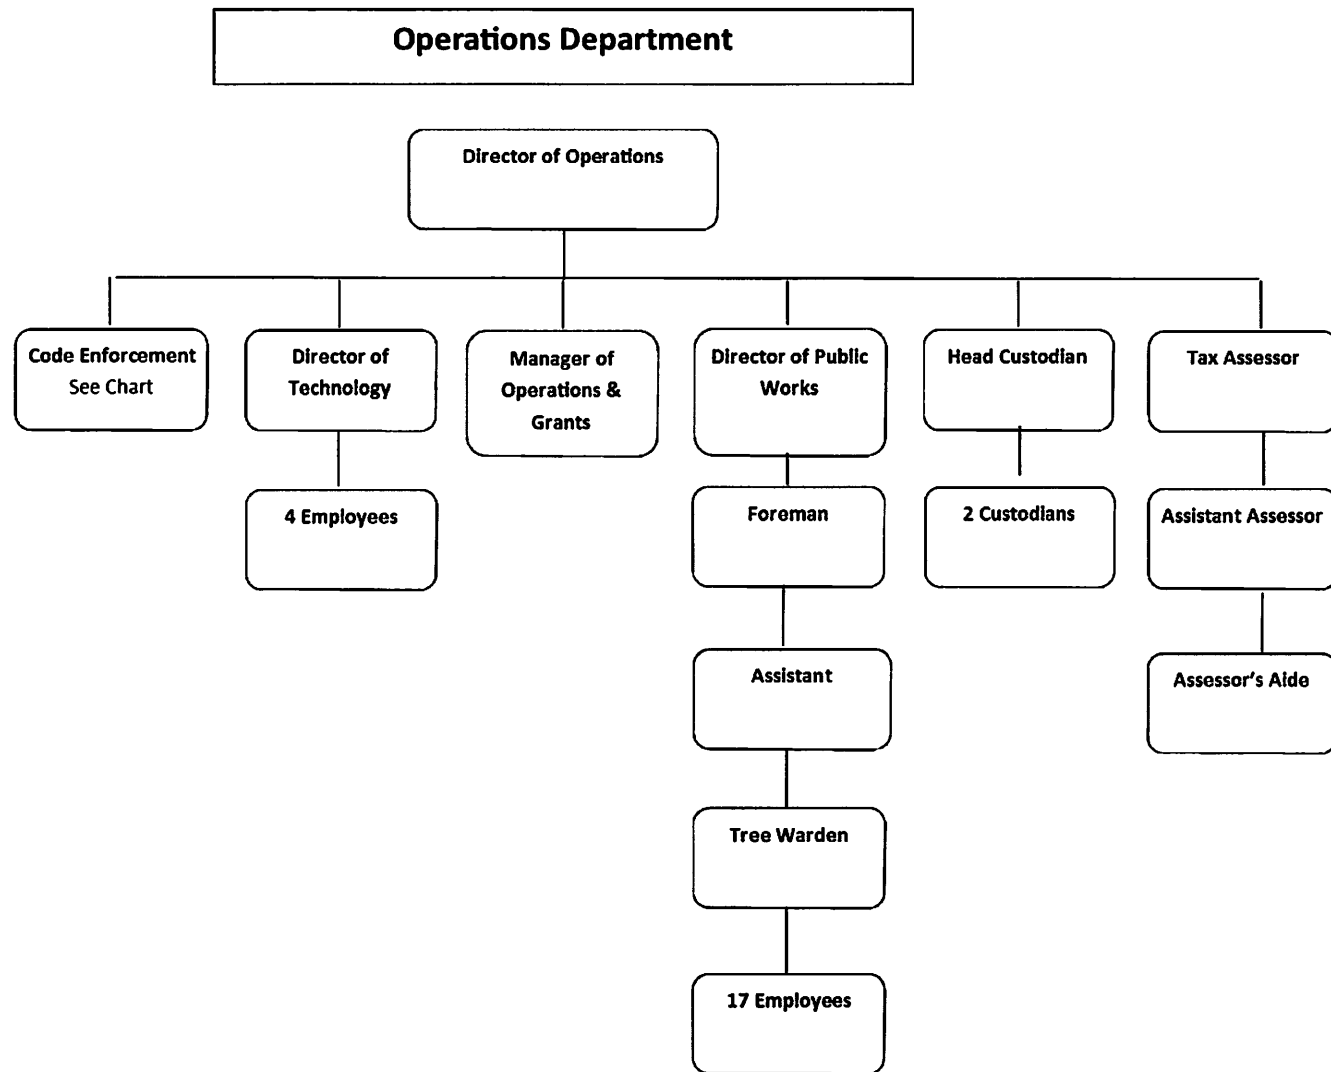 Operations Department
Director of Operations
Code Enforcement
See Chart
Director of
Technology
Manager of
Operations &
Grants
Director of Public
Works
Head Custodian
Tax Assessor
4 Employees
Foreman
2 Custodians
Assistant Assessor
Assistant
Assessor's Aide
Tree Warden
17 Employees